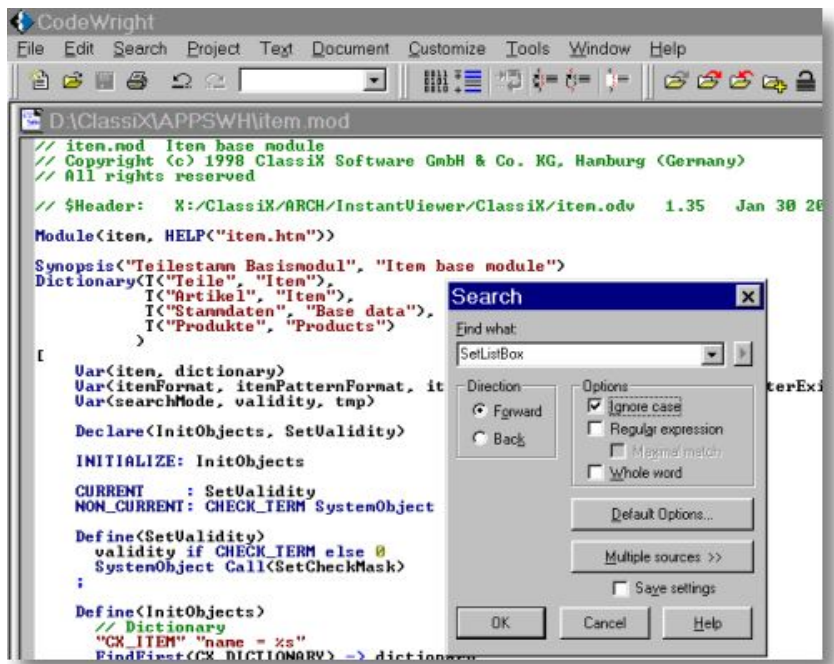 CodeWright
File Edit Search Project Text Document Customize Tools Window Help
D:\ClassiX\APPSWH\item.mod
// item.mod Item base module
// Copyright (c) 1998 ClassiX Software GmbH & Co. KG, Hamburg (Germany)
// All rights reserved
// $Header: X:/ClassiX/ARCH/InstantViewer/ClassiX/item.odv 1.35 Jan 30 20
Module(item, HELP("item.htm"))
Synopsis("Teilestamm Basismodul", "Item base module")
Dictionary(T("Teile", "Item"),
T("Artikel", "Item"),
T("Stammdaten", "Base data"),
T("Produkte", "Products")
)
[
Var(item, dictionary)
Var(itemFormat, itemPatternFormat, it
terExi
Var(searchMode, validity, tmp)
Declare(InitObjects, SetValidity)
INITIALIZE: InitObjects
CURRENT : SetValidity
NON_CURRENT: CHECK_TERM SystemObject
Define(SetValidity)
validity if CHECK_TERM else 0
SystemObject Call(SetCheckMask)
;
Define(InitObjects)
// Dictionary
"CX_ITEM" "name = %s"
FindFirst(CX_DICTIONARY) -> dictionary
Search
Find what:
SetListBox
Direction
Forward
Back
Options
Ignore case
Regular expression
Maximal match
Whole word
Default Options...
Multiple sources >>
Save settings
OK Cancel Help